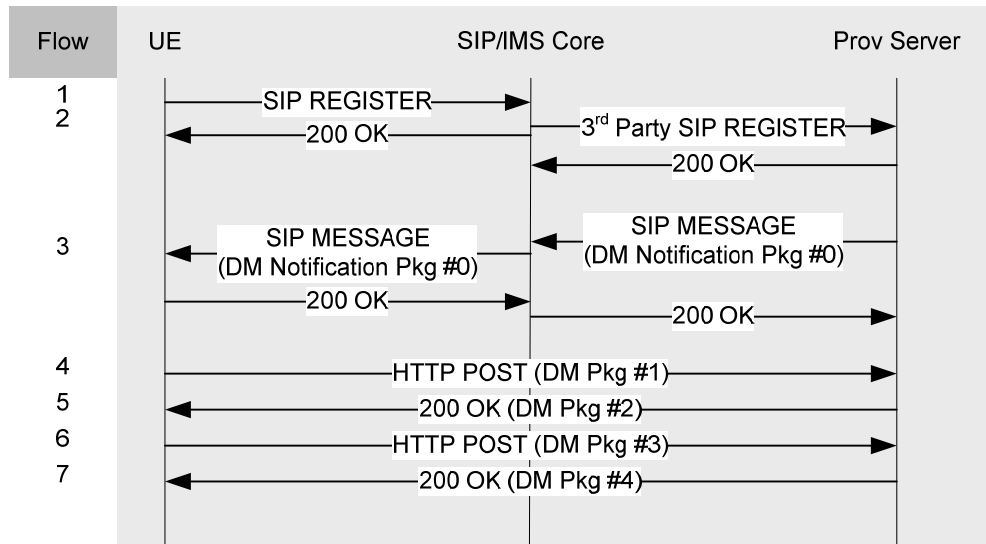 Flow UE SIP/IMS Core Prov Server
1 SIP REGISTER
2 200 OK 3rd Party SIP REGISTER
200 OK
3 SIP MESSAGE
(DM Notification Pkg #0)
SIP MESSAGE
(DM Notification Pkg #0)
200 OK
200 OK
4 HTTP POST (DM Pkg #1)
5 200 OK (DM Pkg #2)
6 HTTP POST (DM Pkg #3)
7 200 OK (DM Pkg #4)